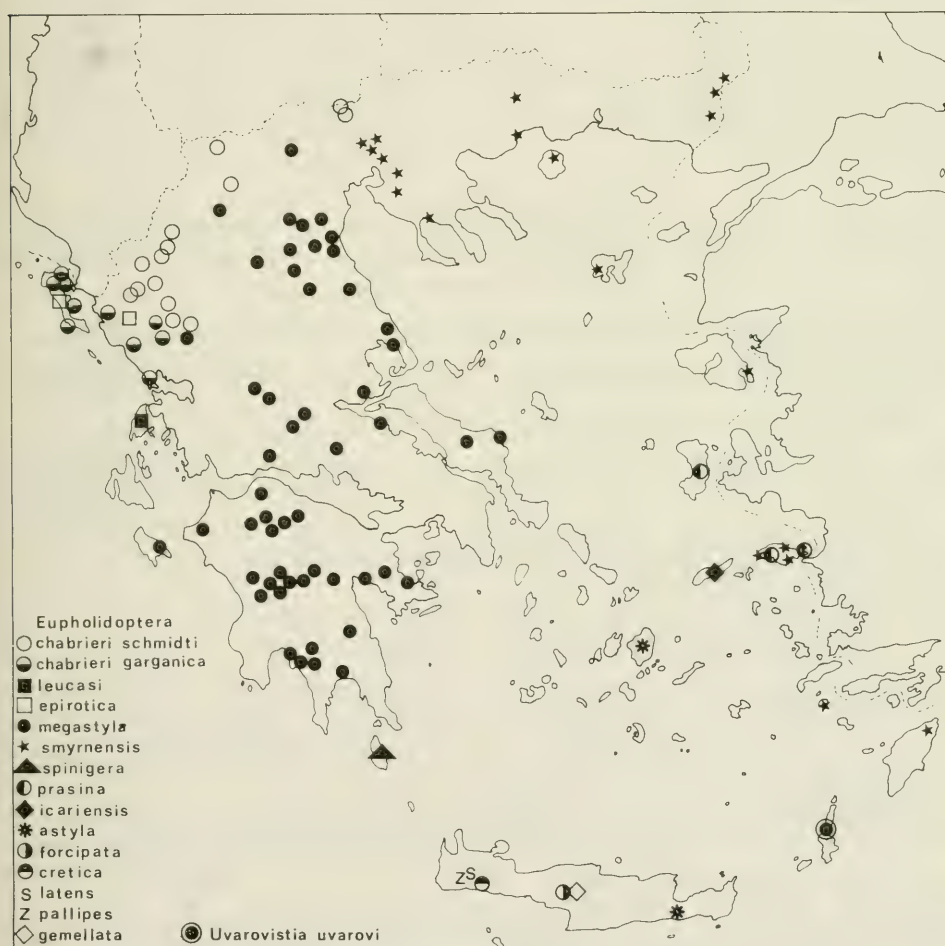 Z S
Eupholidoptera
chabrieri schmidti
chabrieri garganica
leucasi
epirotica
megastyla
smyrnensis
spinigera
prasina
icariensis
astyla
forcipata
cretica
S latens
Z pallipes
gemellata
Uvarovistia uvarovi